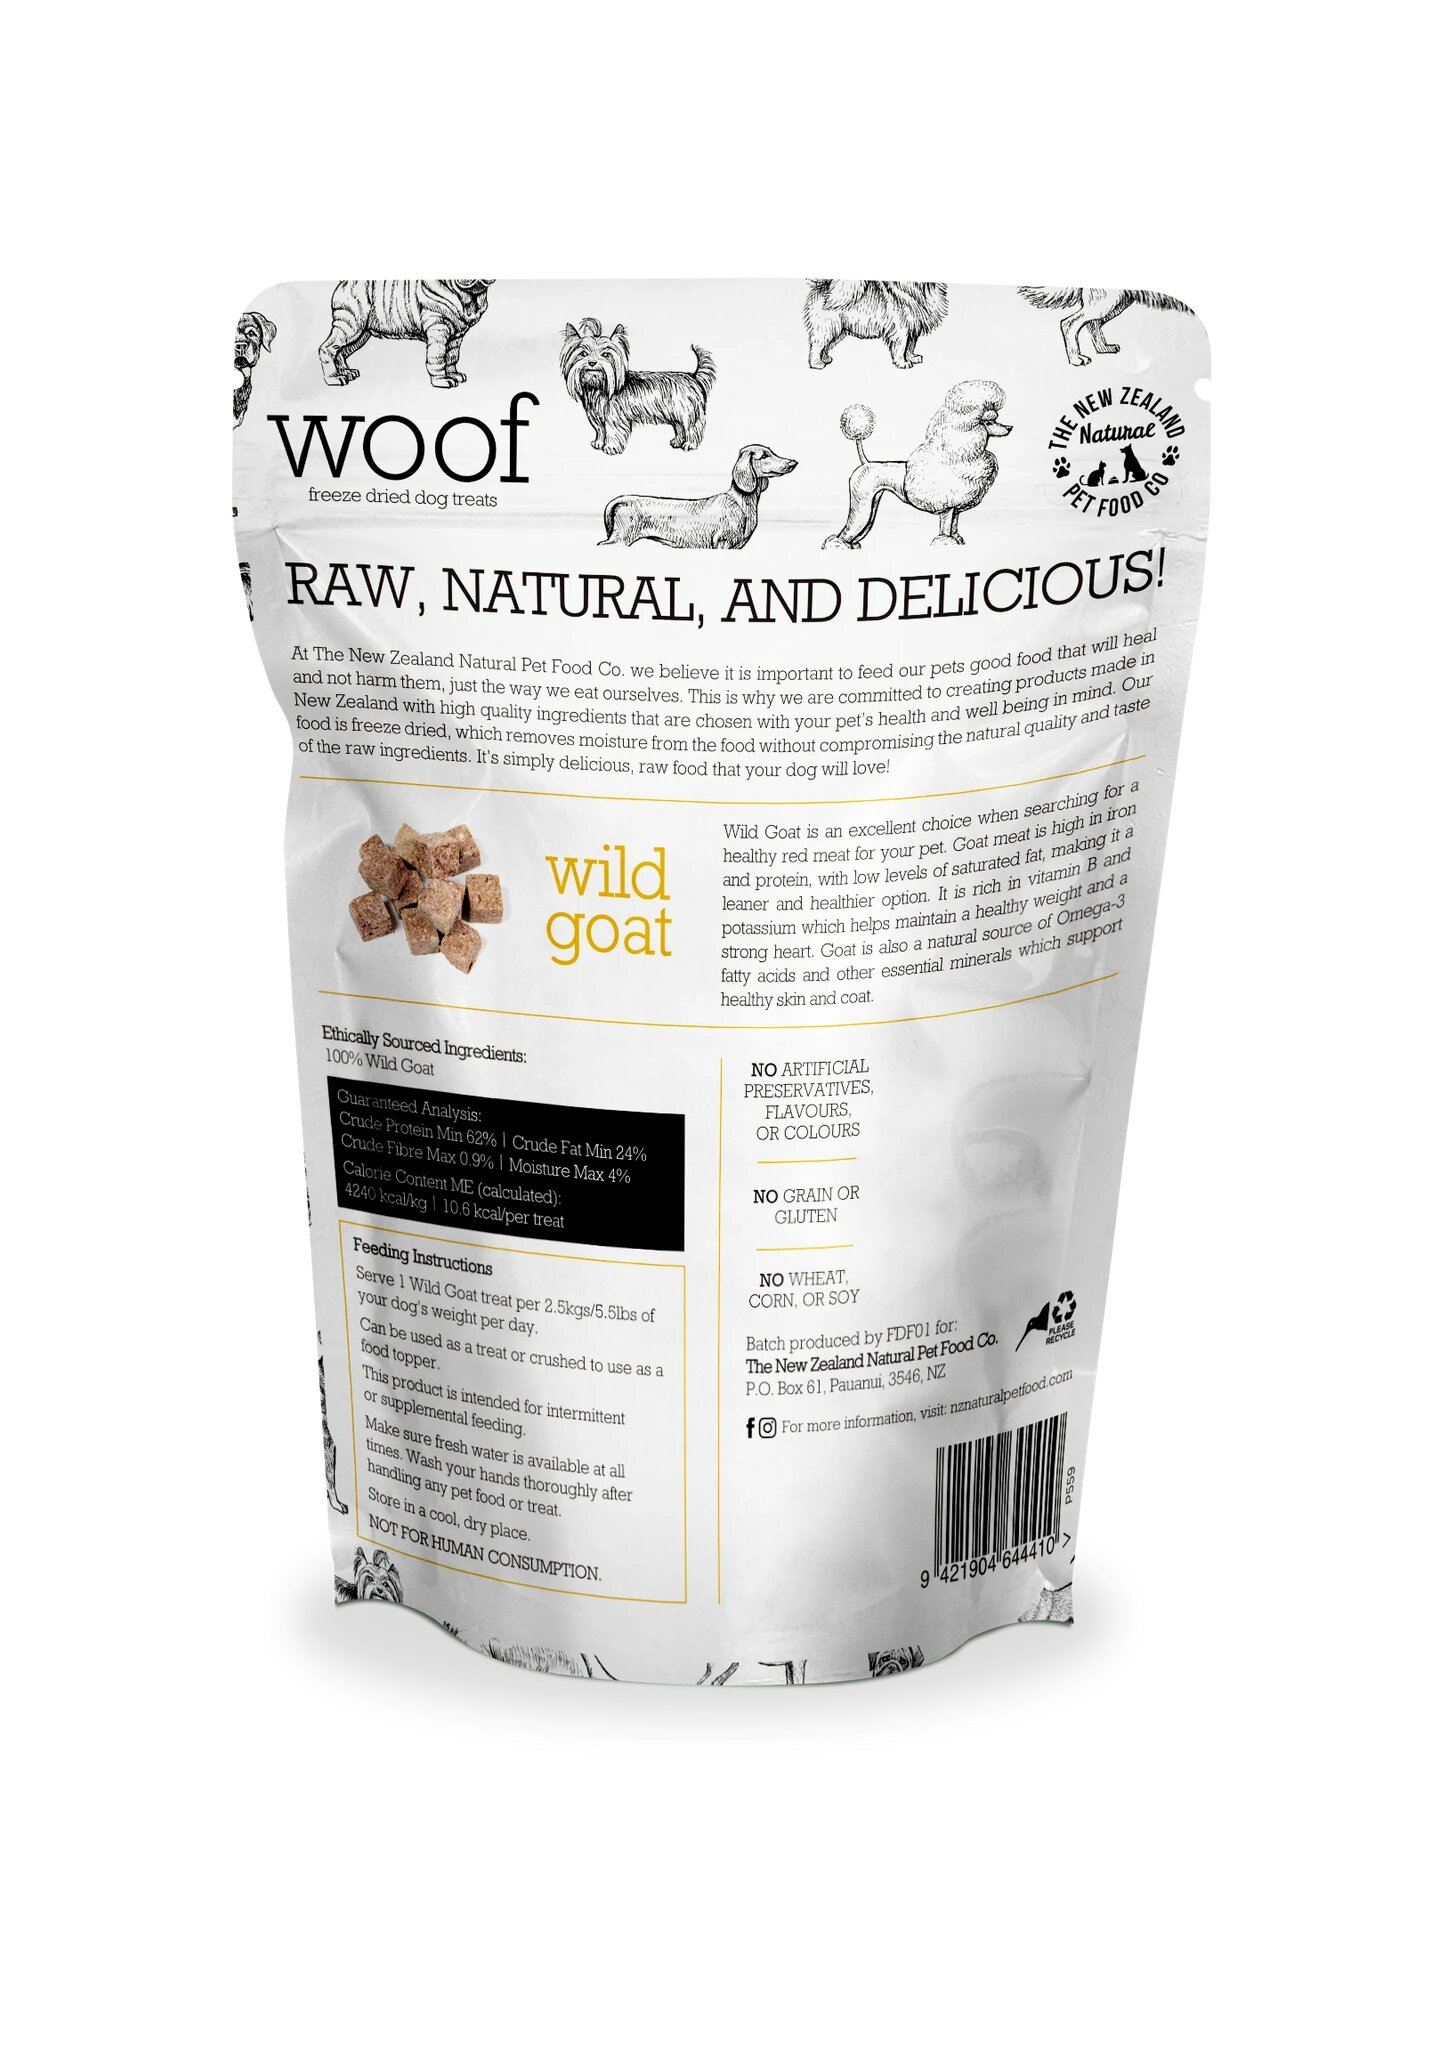 woof
freeze dried dog treats
THE NEW ZEALAND
Natural
PET FOOD CO
RAW, NATURAL, AND DELICIOUS!
At The New Zealand Natural Pet Food Co. we believe it is important to feed our pets good food that will heal
and not harm them, just the way we eat ourselves. This is why we are committed to creating products made in
New Zealand with high quality ingredients that are chosen with your pet's health and well being in mind. Our
food is freeze dried, which removes moisture from the food without compromising the natural quality and taste
of the raw ingredients. It's simply delicious, raw food that your dog will love!
wild
goat
Wild Goat is an excellent choice when searching for a
healthy red meat for your pet. Goat meat is high in iron
and protein, with low levels of saturated fat, making it a
leaner and healthier option. It is rich in vitamin B and
potassium which helps maintain a healthy weight and a
strong heart. Goat is also a natural source of Omega-3
fatty acids and other essential minerals which support
healthy skin and coat.
Ethically Sourced Ingredients:
100% Wild Goat
Guaranteed Analysis:
Crude Protein Min 62% | Crude Fat Min 24%
Crude Fibre Max 0.9% | Moisture Max 4%
Calorie Content ME (calculated):
4240 kcal/kg | 10.6 kcal/per treat
Feeding Instructions
Serve 1 Wild Goat treat per 2.5kgs/5.5lbs of
your dog's weight per day.
Can be used as a treat or crushed to use as a
food topper.
This product is intended for intermittent
or supplemental feeding.
Make sure fresh water is available at all
times. Wash your hands thoroughly after
handling any pet food or treat.
Store in a cool, dry place.
NOT FOR HUMAN CONSUMPTION.
NO ARTIFICIAL
PRESERVATIVES,
FLAVOURS,
OR COLOURS
NO GRAIN OR
GLUTEN
NO WHEAT,
CORN, OR SOY
PLEASE
RECYCLE
Batch produced by FDF01 for:
The New Zealand Natural Pet Food Co.
P.O. Box 61, Pauanui, 3546, NZ
For more information, visit: nznaturalpetfood.com
P559
9 421904 644410 >